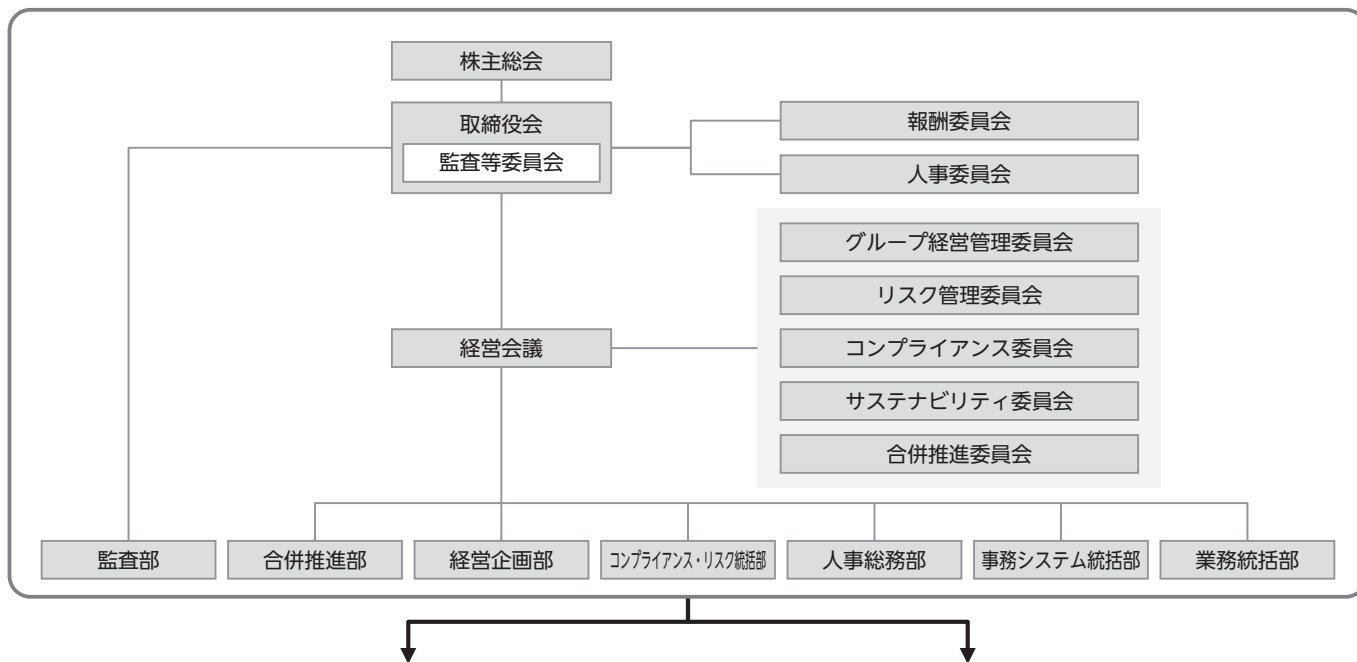 株主総会
取締役会
監査等委員会
報酬委員会
人事委員会
グループ経営管理委員会
リスク管理委員会
経営会議
コンプライアンス委員会
サステナビリティ委員会
合併推進委員会
監査部
合併推進部
経営企画部
コンプライアンス・リスク統括部
人事総務部
事務システム統括部
業務統括部